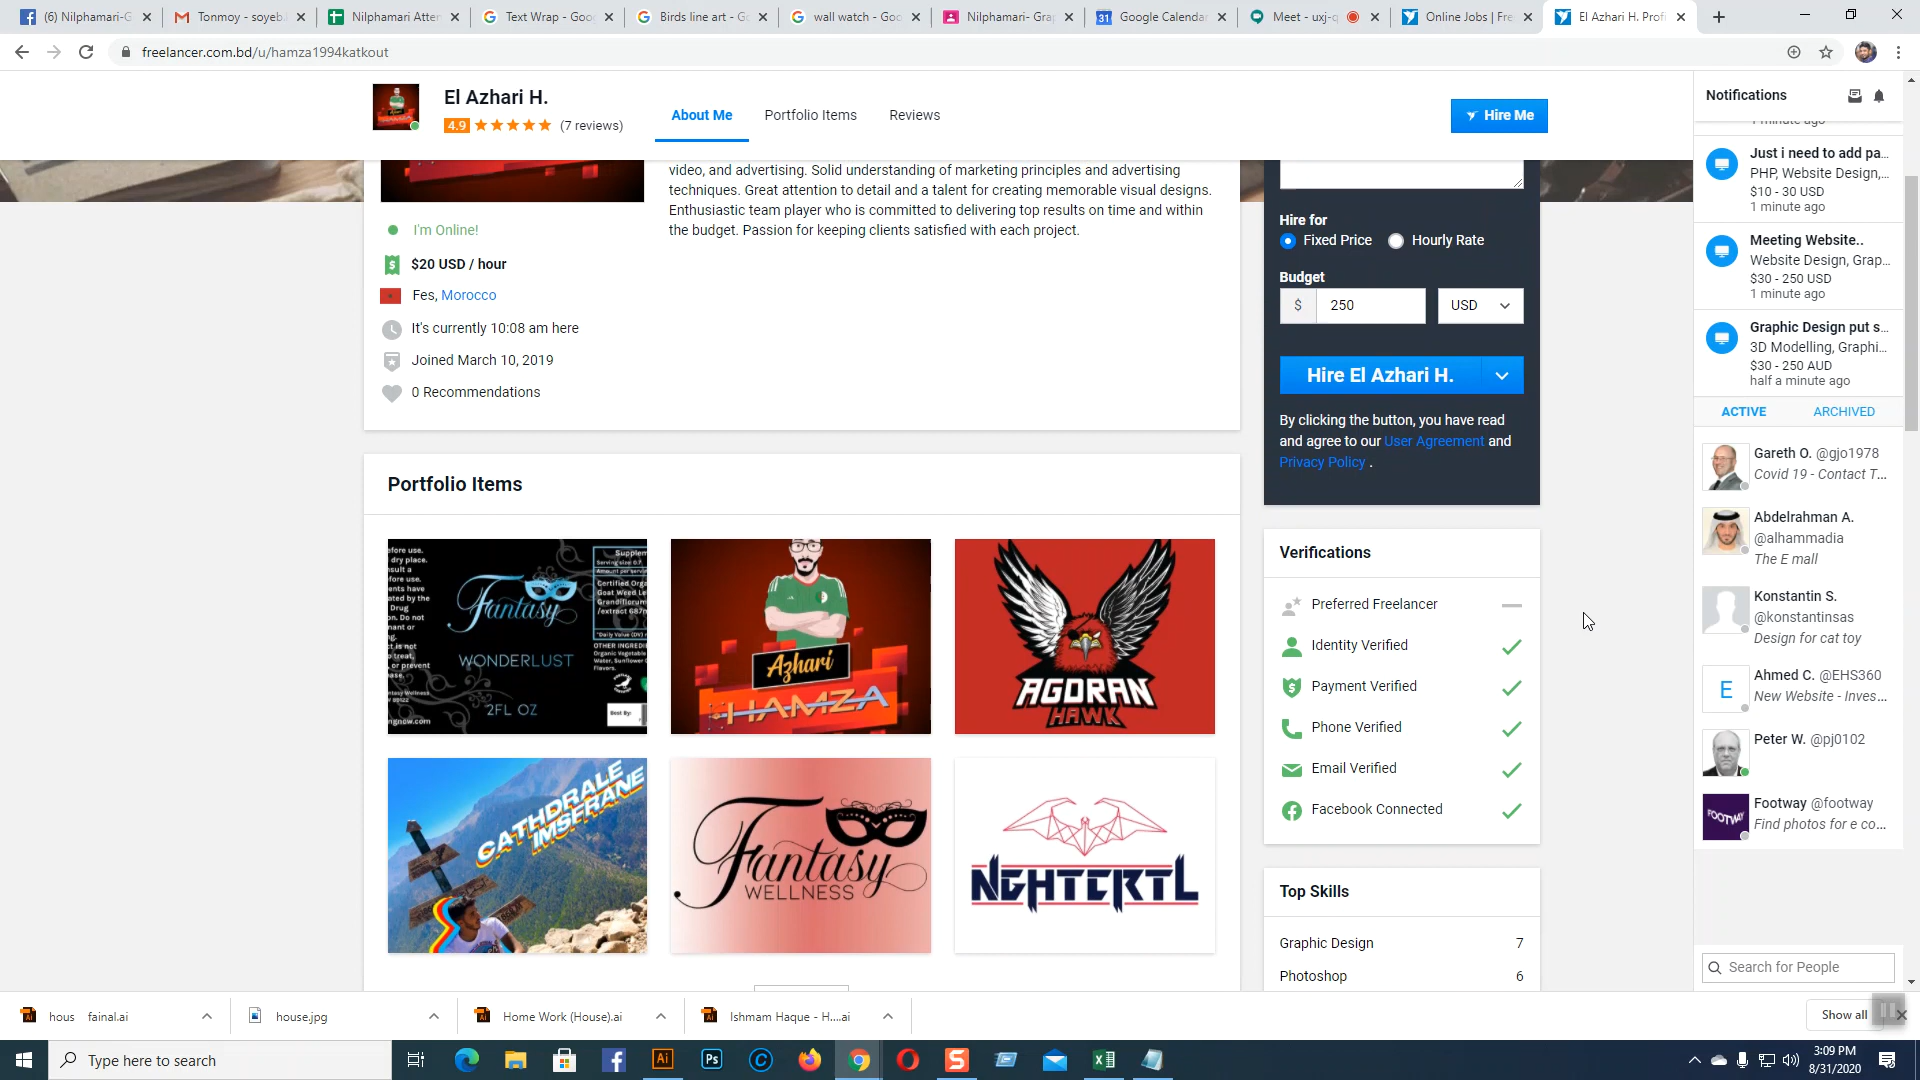 (6) Nilphamari-G
Tonmoy - soyeb.
Nilphamari Atter
Text Wrap - Goo
Birds line art - Go
wall watch - Goo
Nilphamari- Gra
Google Calendar
Meet - uxj-q
Online Jobs | Fre
El Azhari H. Profi
freelancer.com.bd/u/hamza1994katkout
El Azhari H.
4.9 (7 reviews)
About Me
Portfolio Items
Reviews
Hire Me
video, and advertising. Solid understanding of marketing principles and advertising
techniques. Great attention to detail and a talent for creating memorable visual designs.
Enthusiastic team player who is committed to delivering top results on time and within
the budget. Passion for keeping clients satisfied with each project.
I'm Online!
$20 USD / hour
Fes, Morocco
It's currently 10:08 am here
Joined March 10, 2019
0 Recommendations
Hire for
Fixed Price
Hourly Rate
Budget
$ 250
USD
Hire El Azhari H.
By clicking the button, you have read
and agree to our User Agreement and
Privacy Policy .
Portfolio Items
Fantasy
WONDERLUST
2FL OZ
Azhari
HAMZA
AGORAN
HAWK
CATHDRALE
IMSFRANE
Fantasy
WELLNESS
NGHTCRTL
Verifications
Preferred Freelancer
Identity Verified
Payment Verified
Phone Verified
Email Verified
Facebook Connected
Top Skills
Graphic Design 7
Photoshop 6
Notifications
1 minute ago
Just i need to add pa...
PHP, Website Design,...
$10 - 30 USD
1 minute ago
Meeting Website..
Website Design, Grap...
$30 - 250 USD
1 minute ago
Graphic Design put s...
3D Modelling, Graphi...
$30 - 250 AUD
half a minute ago
ACTIVE
ARCHIVED
Gareth O. @gjo1978
Covid 19 - Contact T...
Abdelrahman A.
@alhammadia
The E mall
Konstantin S.
@konstantinsas
Design for cat toy
E
Ahmed C. @EHS360
New Website - Inves...
Peter W. @pj0102
FOOTWAY
Footway @footway
Find photos for e co...
Search for People
hous fainal.ai
house.jpg
Home Work (House).ai
Ishmam Haque - H....ai
Show all
Type here to search
3:09 PM
8/31/2020